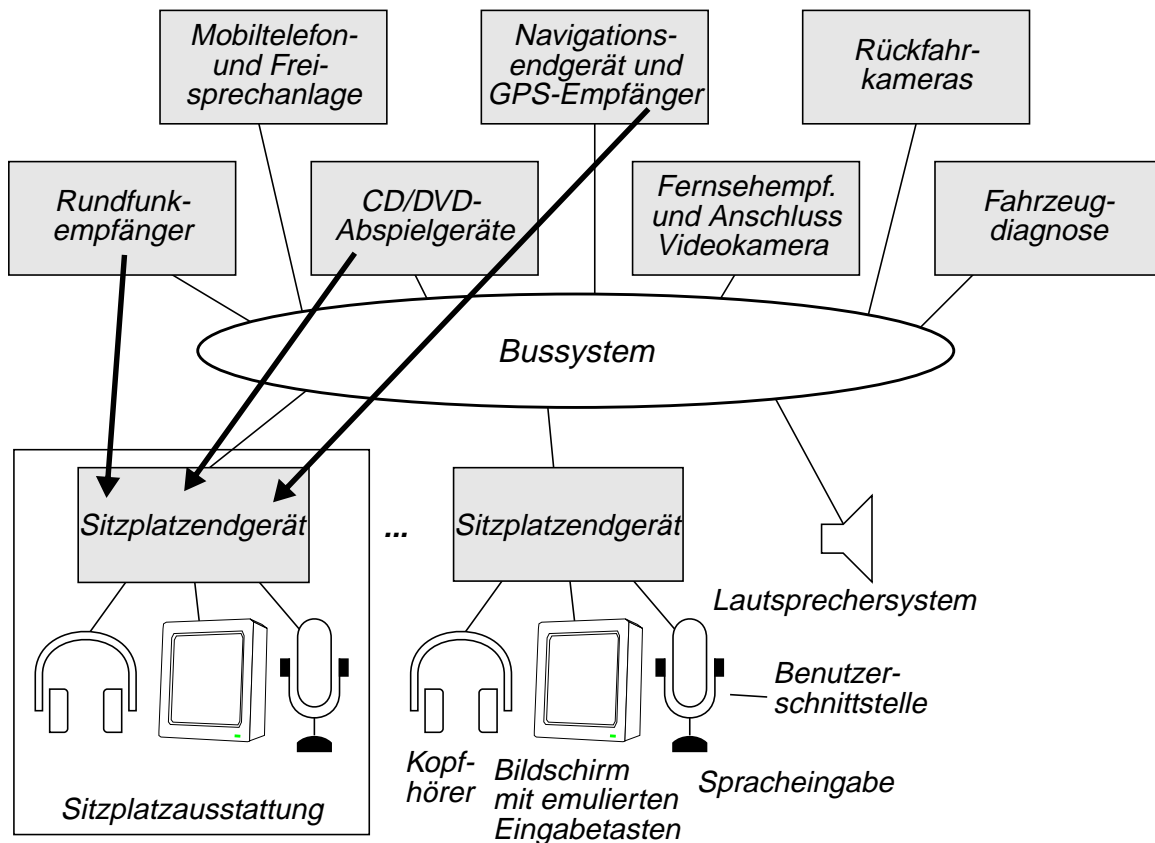 Mobiltelefon-
und Frei-
sprechanlage
Navigations-
endgerät und
GPS-Empfänger
Rückfahr-
kameras
Rundfunk-
empfänger
CD/DVD-
Abspielgeräte
Fernsehempf.
und Anschluss
Videokamera
Fahrzeug-
diagnose
Bussystem
Sitzplatzendgerät
...
Sitzplatzendgerät
Lautsprechersystem
Benutzer-
schnittstelle
Kopf-
hörer
Bildschirm
mit emulierten
Eingabetasten
Spracheingabe
Sitzplatzausstattung